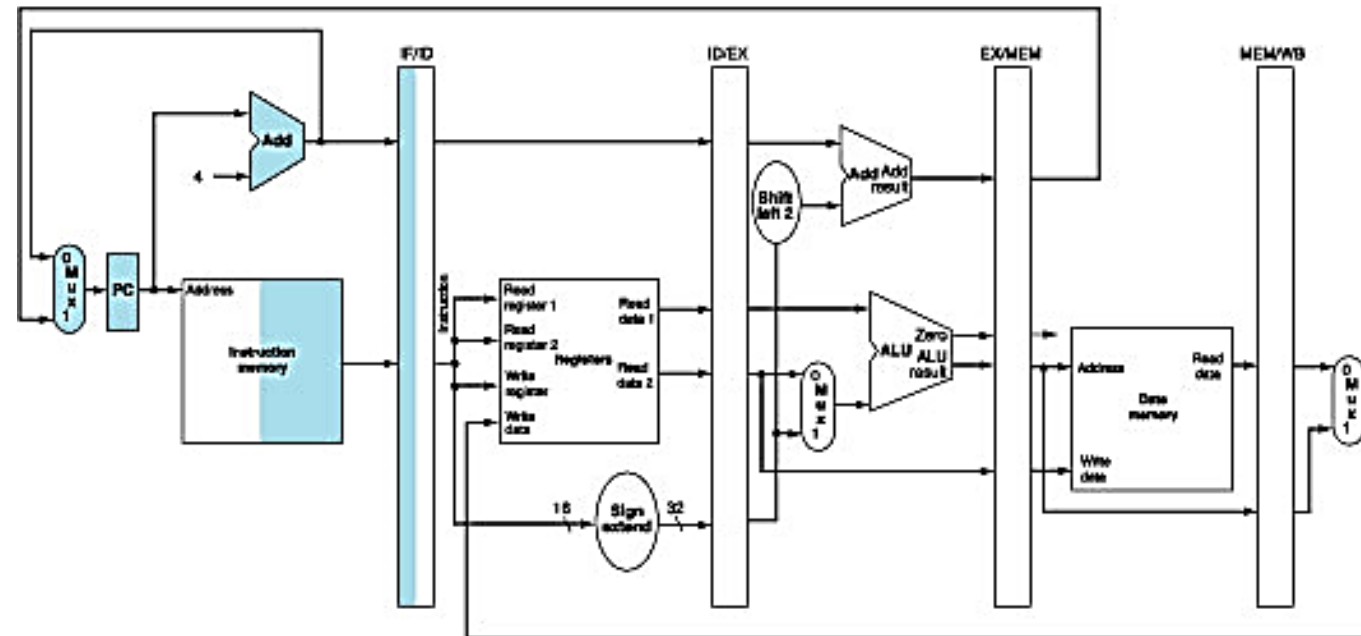 IF/ID
ID/EX
EX/MEM
MEM/WB
Add
4
Shift
left 2
Add
Add
result
0
M
u
x
1
PC
Address
Instruction
memory
Instruction
Read
register 1
Read
register 2
Write
register
Write
data
Registers
Read
data 1
Read
data 2
0
M
u
x
1
Zero
ALU
ALU
result
Address
Read
data
Data
memory
Write
data
0
M
u
x
1
16
Sign
extend
32